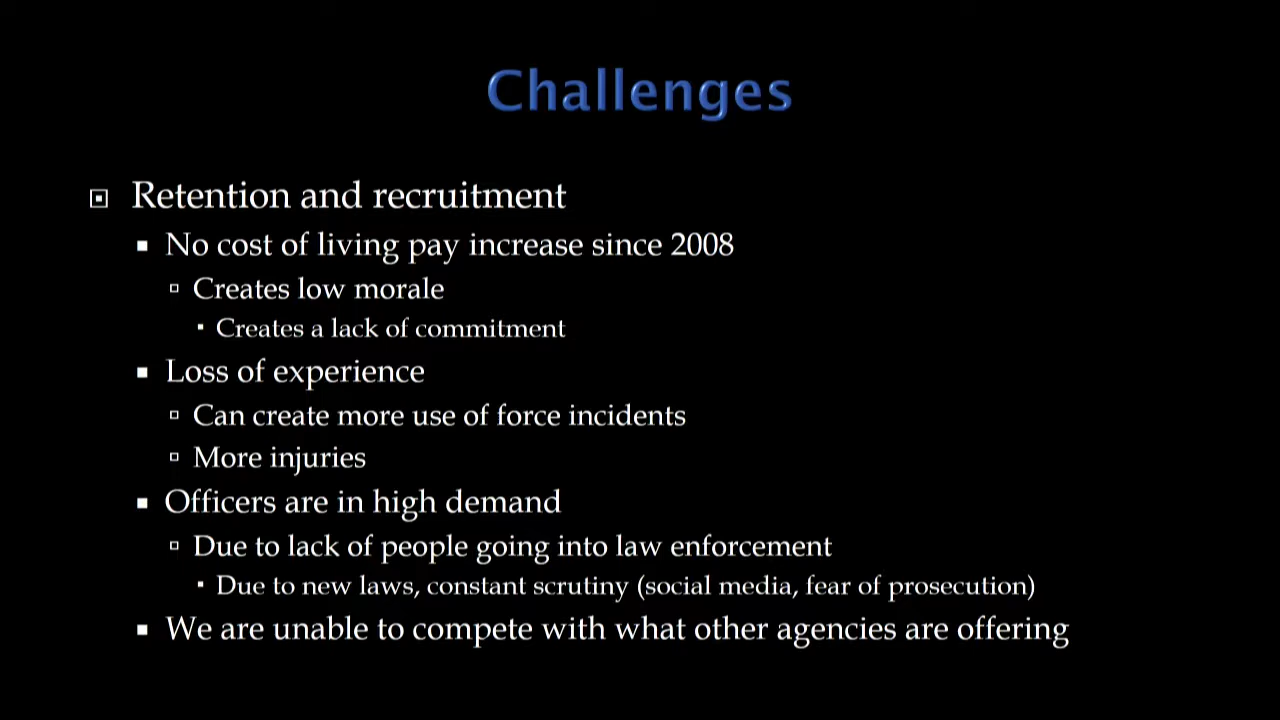 Challenges
Retention and recruitment
No cost of living pay increase since 2008
Creates low morale
Creates a lack of commitment
Loss of experience
Can create more use of force incidents
More injuries
Officers are in high demand
Due to lack of people going into law enforcement
Due to new laws, constant scrutiny (social media, fear of prosecution)
We are unable to compete with what other agencies are offering